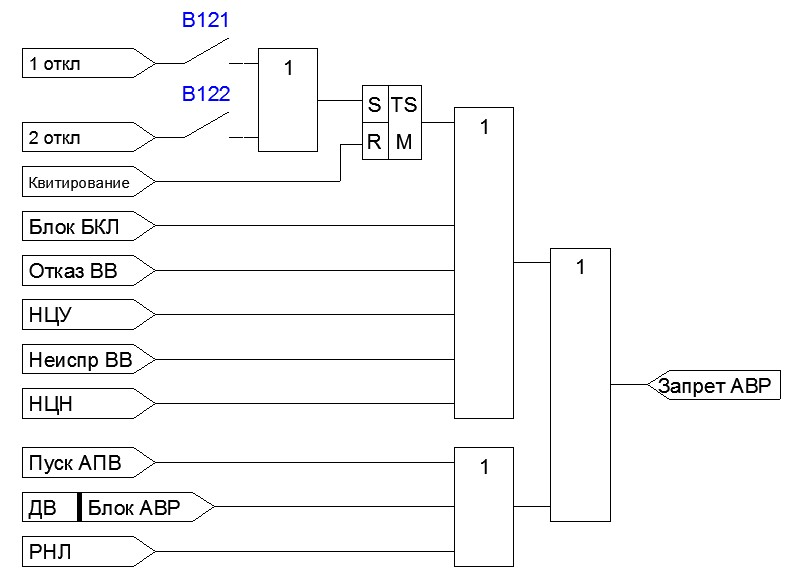 B121
1 откл
1
B122
S TS
2 откл
R M
1
Квитирование
Блок БКЛ
Отказ ВВ
1
НЦУ
Неиспр ВВ
Запрет АВР
НЦН
Пуск АПВ
1
ДВ Блок АВР
РНЛ